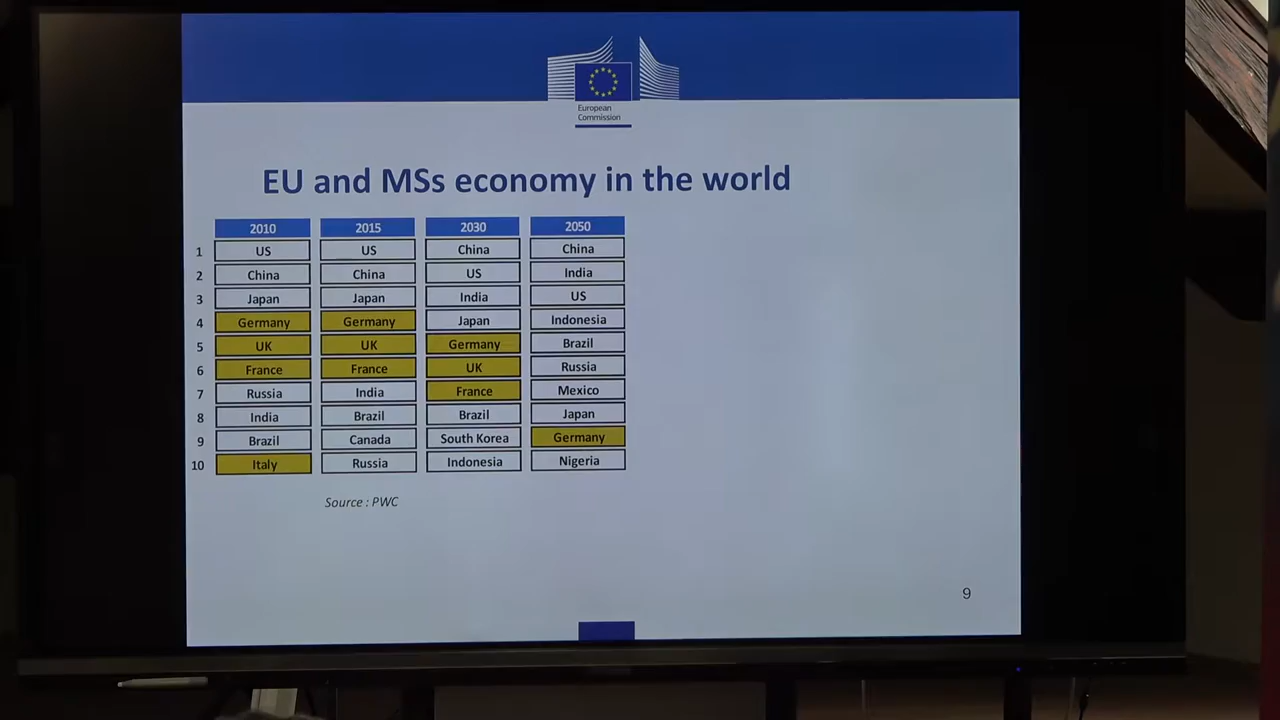 European
Commission
EU and MSs economy in the world
2010 2015 2030 2050
1 US US China China
2 China China US India
3 Japan Japan India US
4 Germany Germany Japan Indonesia
5 UK UK Germany Brazil
6 France France UK Russia
7 Russia India France Mexico
8 India Brazil Brazil Japan
9 Brazil Canada South Korea Germany
10 Italy Russia Indonesia Nigeria
Source : PWC
9